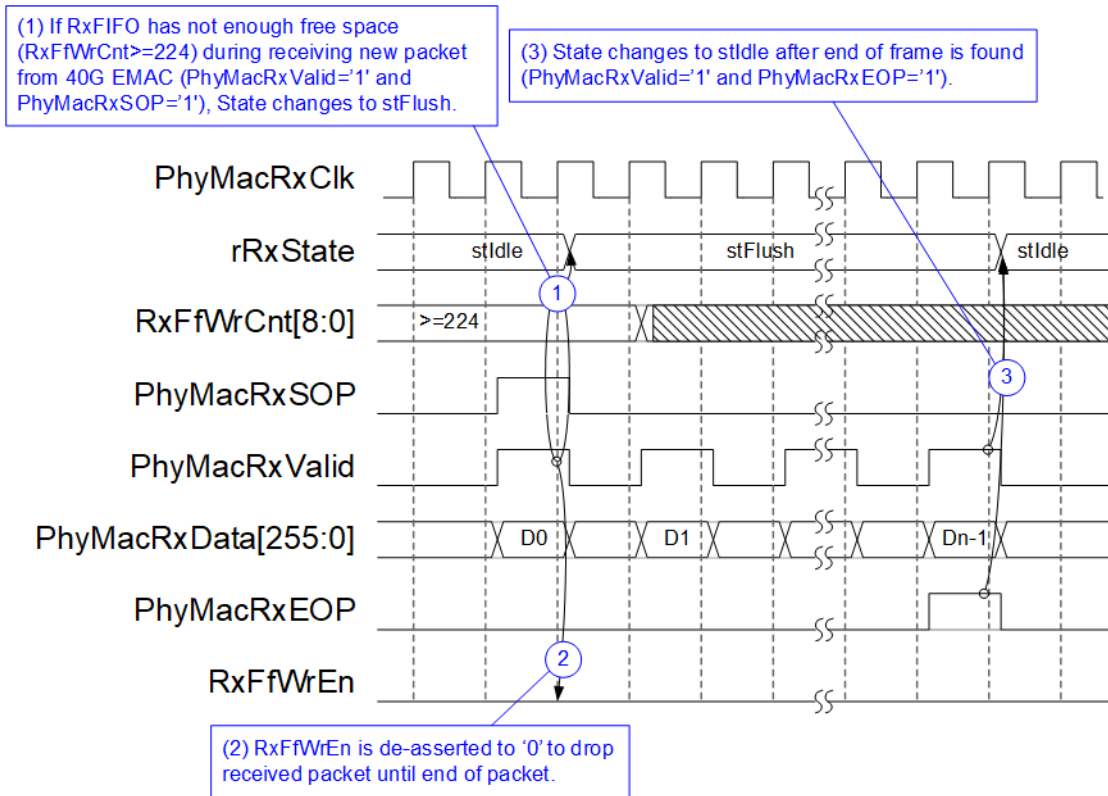 (1) If RxFIFO has not enough free space
(RxFfWrCnt>=224) during receiving new packet
from 40G EMAC (PhyMacRxValid='1' and
PhyMacRxSOP='1'), State changes to stFlush.
(3) State changes to stIdle after end of frame is found
(PhyMacRxValid='1' and PhyMacRxEOP='1').
PhyMacRxClk
rRxState
stIdle
stFlush
stIdle
1
RxFfWrCnt[8:0]
>=224
PhyMacRxSOP
3
PhyMacRxValid
PhyMacRxData[255:0]
D0
D1
Dn-1
PhyMacRxEOP
2
RxFfWrEn
(2) RxFfWrEn is de-asserted to ‘0’ to drop
received packet until end of packet.